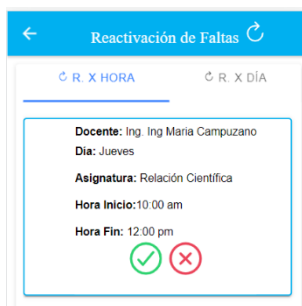 Reactivación de Faltas
R. X HORA
R. X DÍA
Docente: Ing. Ing Maria Campuzano
Dia: Jueves
Asignatura: Relación Científica
Hora Inicio:10:00 am
Hora Fin: 12:00 pm